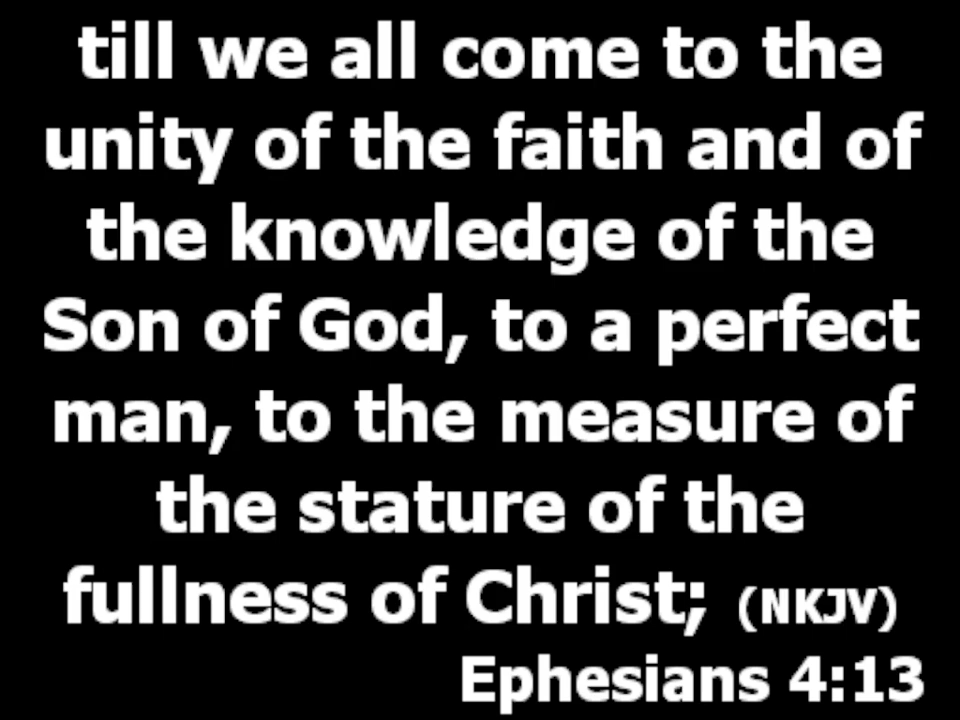 till we all come to the
unity of the faith and of
the knowledge of the
Son of God, to a perfect
man, to the measure of
the stature of the
fullness of Christ; (NKJV)
Ephesians 4:13